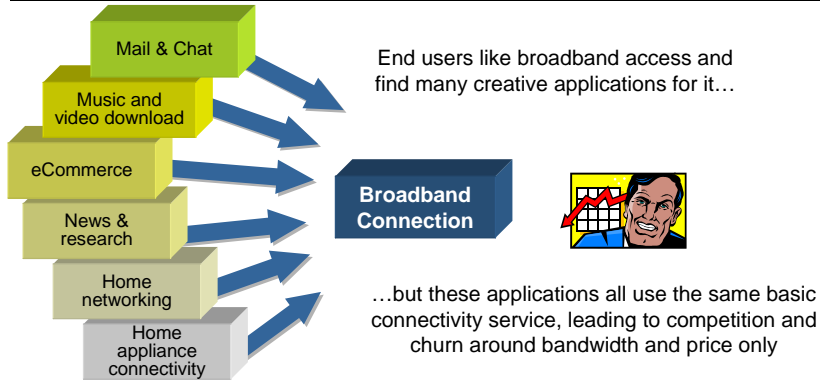 Mail & Chat
Music and
video download
eCommerce
News &
research
Home
networking
Home
appliance
connectivity
End users like broadband access and
find many creative applications for it…
Broadband
Connection
…but these applications all use the same basic
connectivity service, leading to competition and
churn around bandwidth and price only